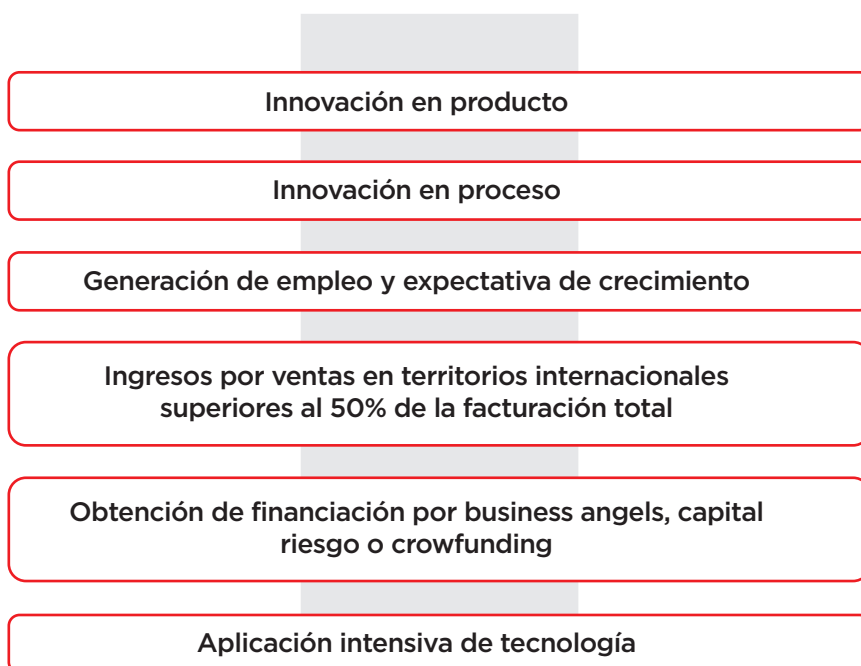 Innovación en producto
Innovación en proceso
Generación de empleo y expectativa de crecimiento
Ingresos por ventas en territorios internacionales
superiores al 50% de la facturación total
Obtención de financiación por business angels, capital
riesgo o crowfunding
Aplicación intensiva de tecnología